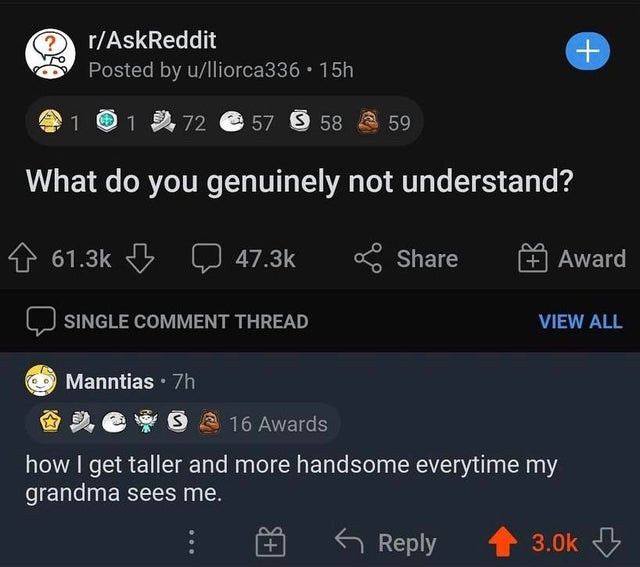 r/AskReddit
Posted by u/lliorca336 • 15h
1 1 72 57 S 58 59
What do you genuinely not understand?
61.3k 47.3k Share Award
SINGLE COMMENT THREAD VIEW ALL
Manntias • 7h
S 16 Awards
how I get taller and more handsome everytime my
grandma sees me.
Reply 3.0k